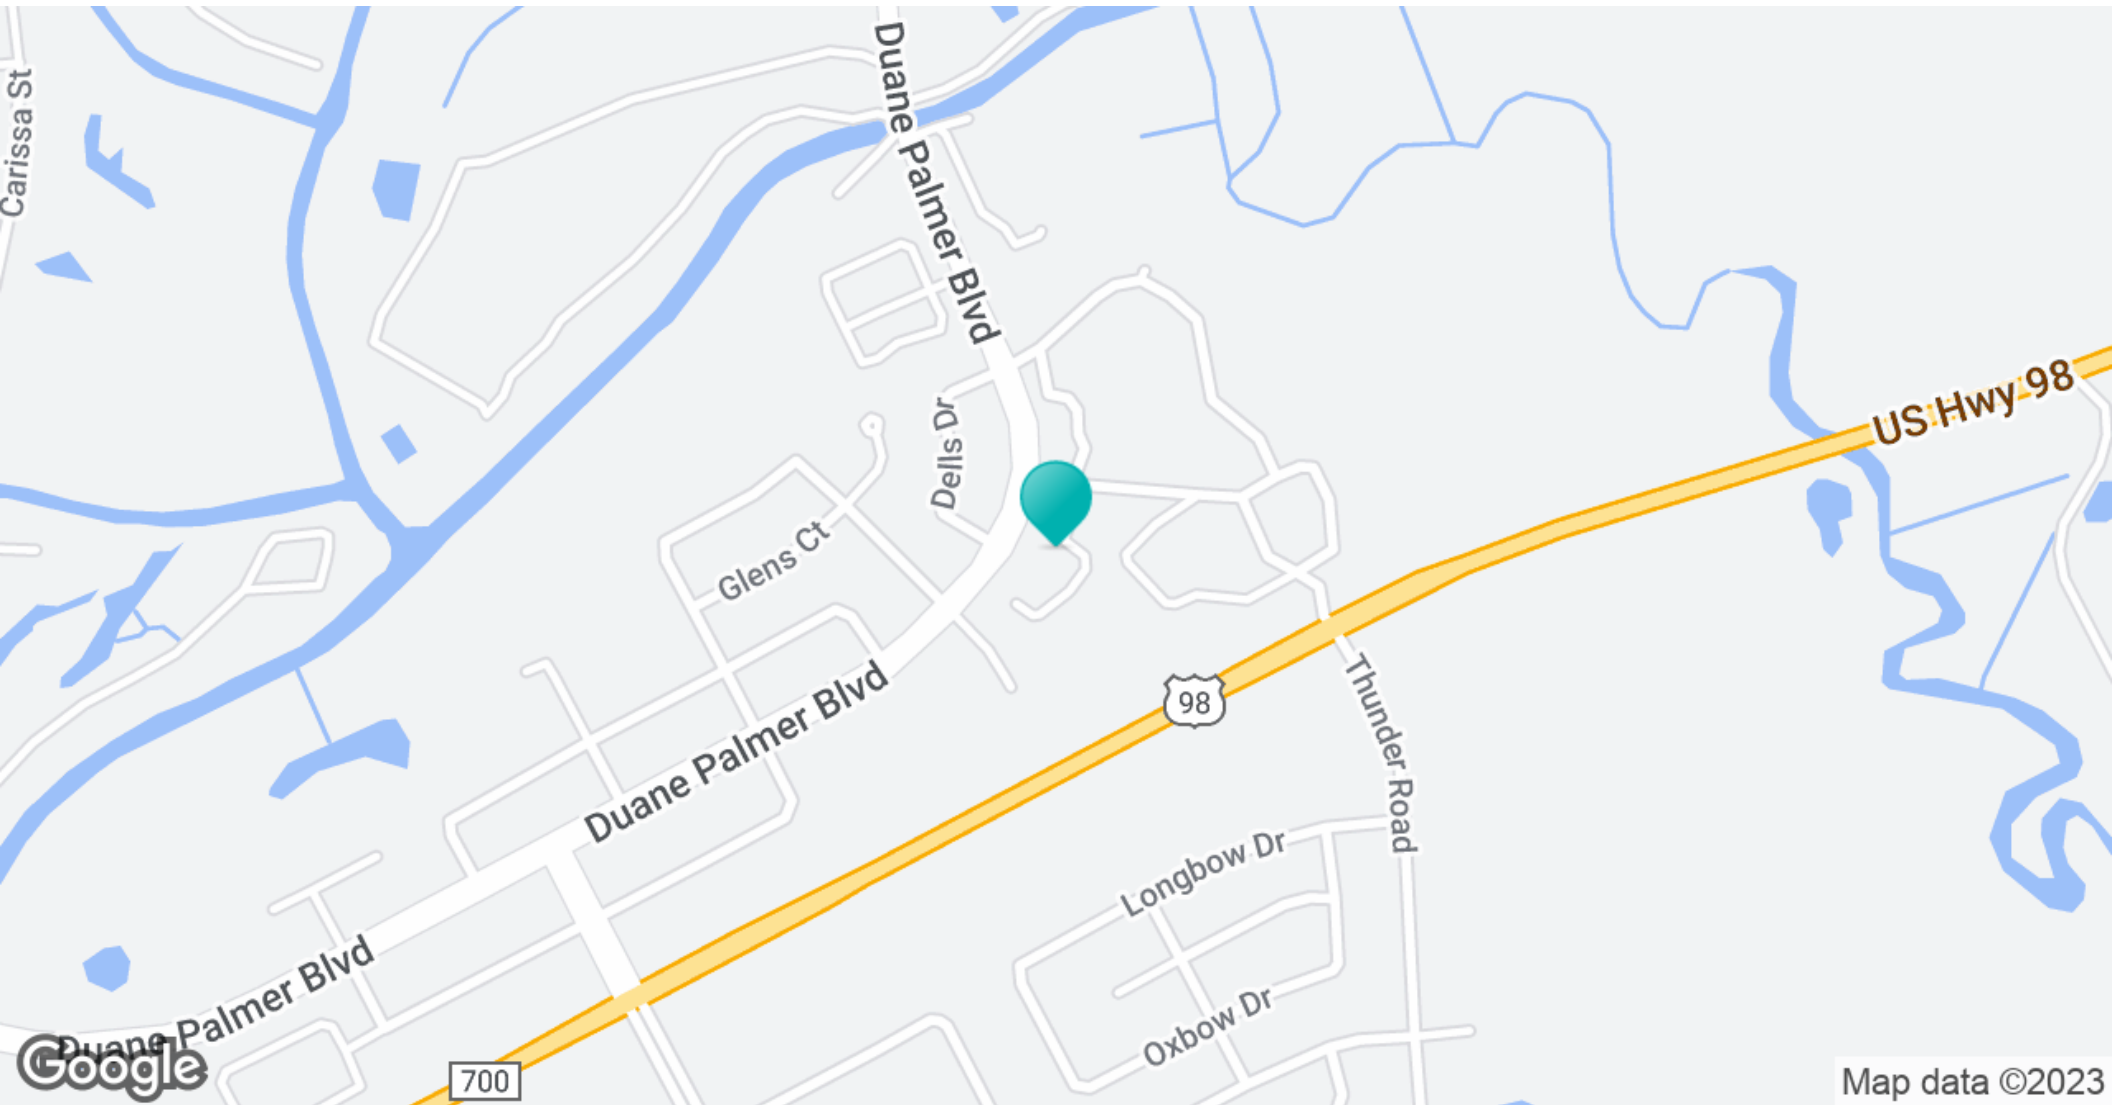 Duane Palmer Blvd
Carissa St
US Hwy 98
Dells Dr
Glens Ct
98
Thunder Road
Duane Palmer Blvd
Longbow Dr
Duane Palmer Blvd
Oxbow Dr
Google
700
Map data ©2023